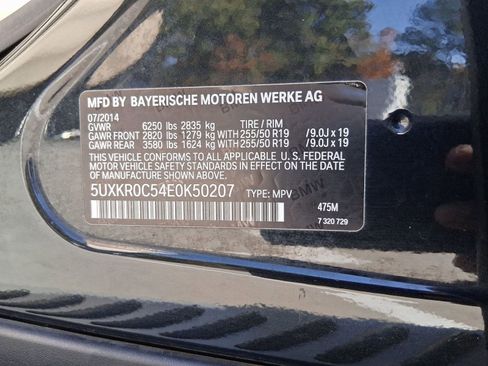 MFD BY BAYERISCHE MOTOREN WERKE AG
07/2014
GVWR 6250 lbs 2835 kg TIRE / RIM
GAWR FRONT 2820 lbs 1279 kg WITH 255/50 R19 /9.0J x 19
GAWR REAR 3580 lbs 1624 kg WITH 255/50 R19 /9.0J x 19
THIS VEHICLE CONFORMS TO ALL APPLICABLE U.S. FEDERAL
MOTOR VEHICLE SAFETY STANDARDS IN EFFECT ON THE DATE
OF MANUFACTURE SHOWN ABOVE.
5UXKR0C54E0K50207 TYPE: MPV
475M
7 320 729